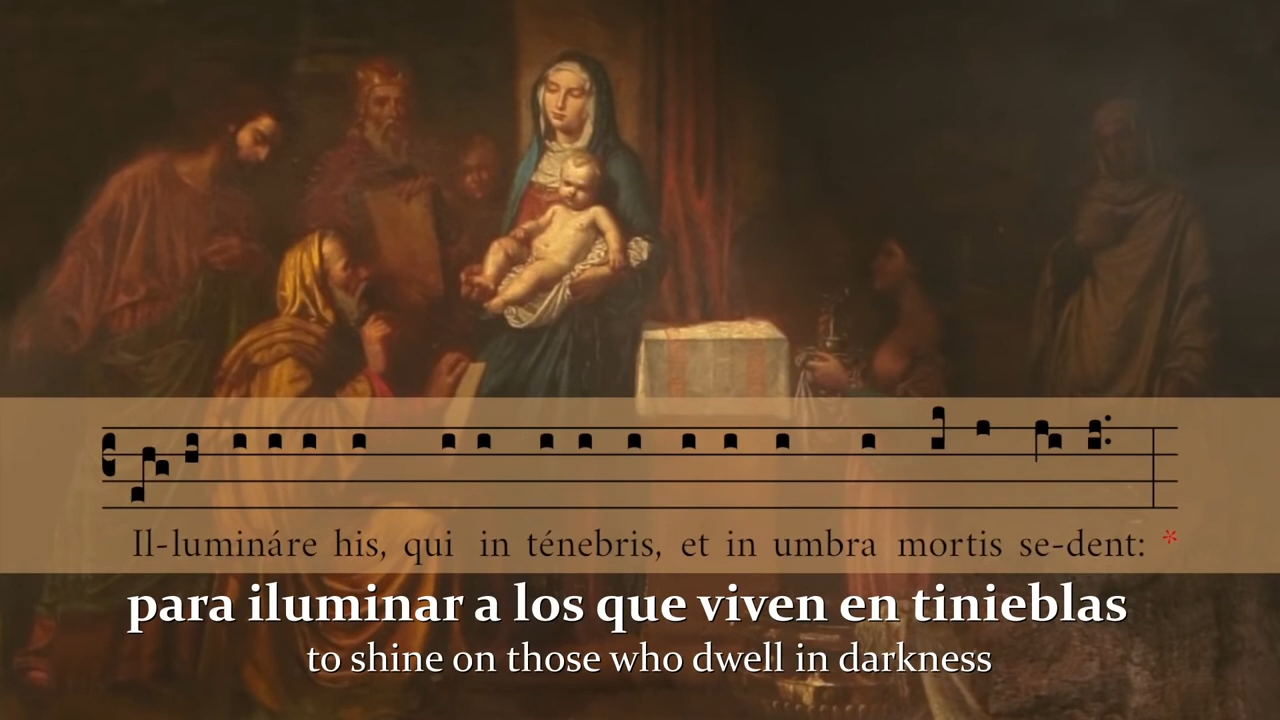 Il-lumináre his, qui in ténebris, et in umbra mortis se-dent: *
para iluminar a los que viven en tinieblas
to shine on those who dwell in darkness